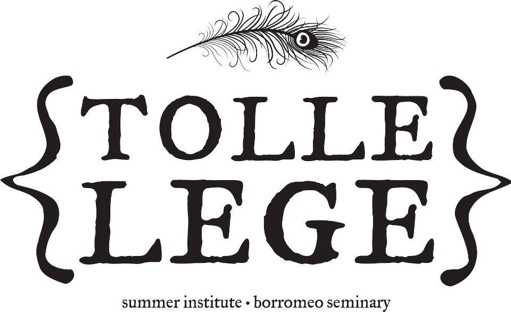 TOLLE
LEGE
summer institute • borromeo seminary